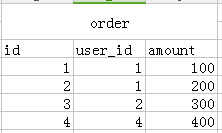 order
id user_id amount
1 1 100
2 1 200
3 2 300
4 4 400